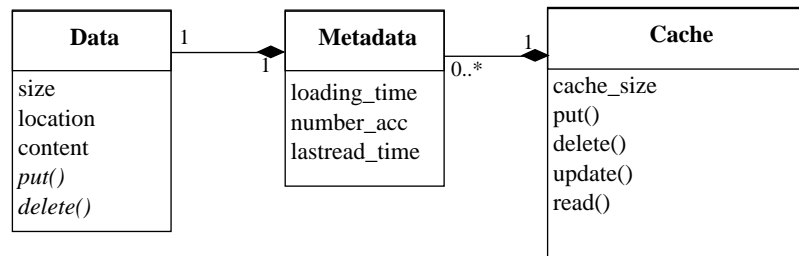 Data
size
location
content
put()
delete()
1
1
Metadata
loading_time
number_acc
lastread_time
0..*
1
Cache
cache_size
put()
delete()
update()
read()